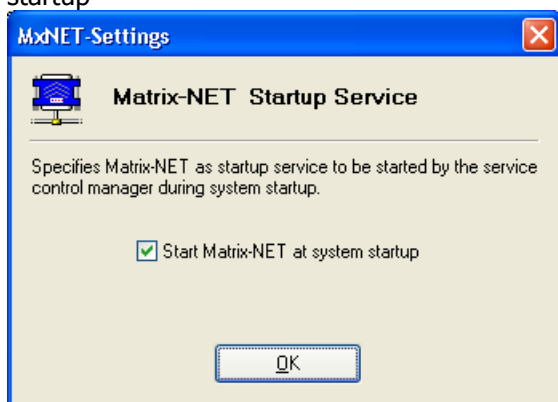 startup
MxNET-Settings
Matrix-NET Startup Service
Specifies Matrix-NET as startup service to be started by the service
control manager during system startup.
Start Matrix-NET at system startup
OK